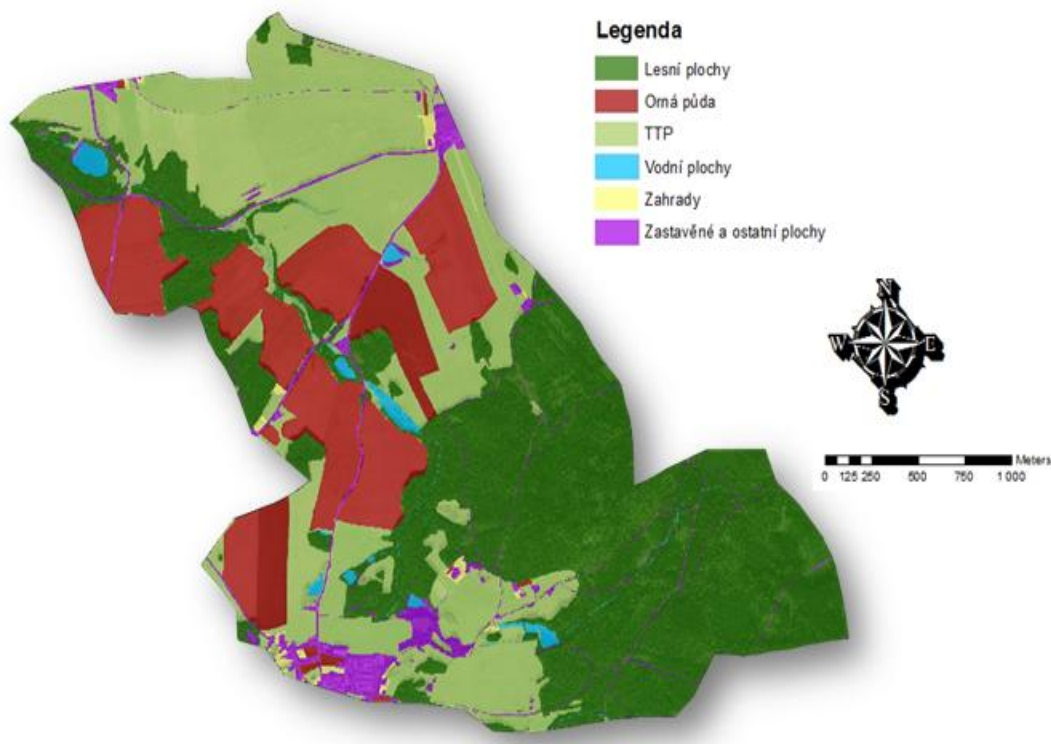 Legenda
Lesní plochy
Orná půda
TTP
Vodní plochy
Zahrady
Zastavěné a ostatní plochy
N
W E
S
Meters
0 125 250 500 750 1 000